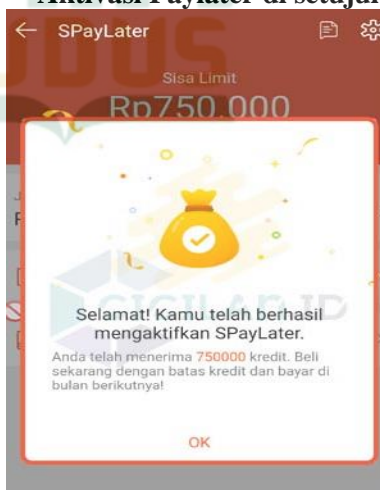 Aktivasi Paylater di setujui
SPayLater
Sisa Limit
Rp750.000
Selamat! Kamu telah berhasil
mengaktifkan SPayLater.
Anda telah menerima 750000 kredit. Beli
sekarang dengan batas kredit dan bayar di
bulan berikutnya!
OK